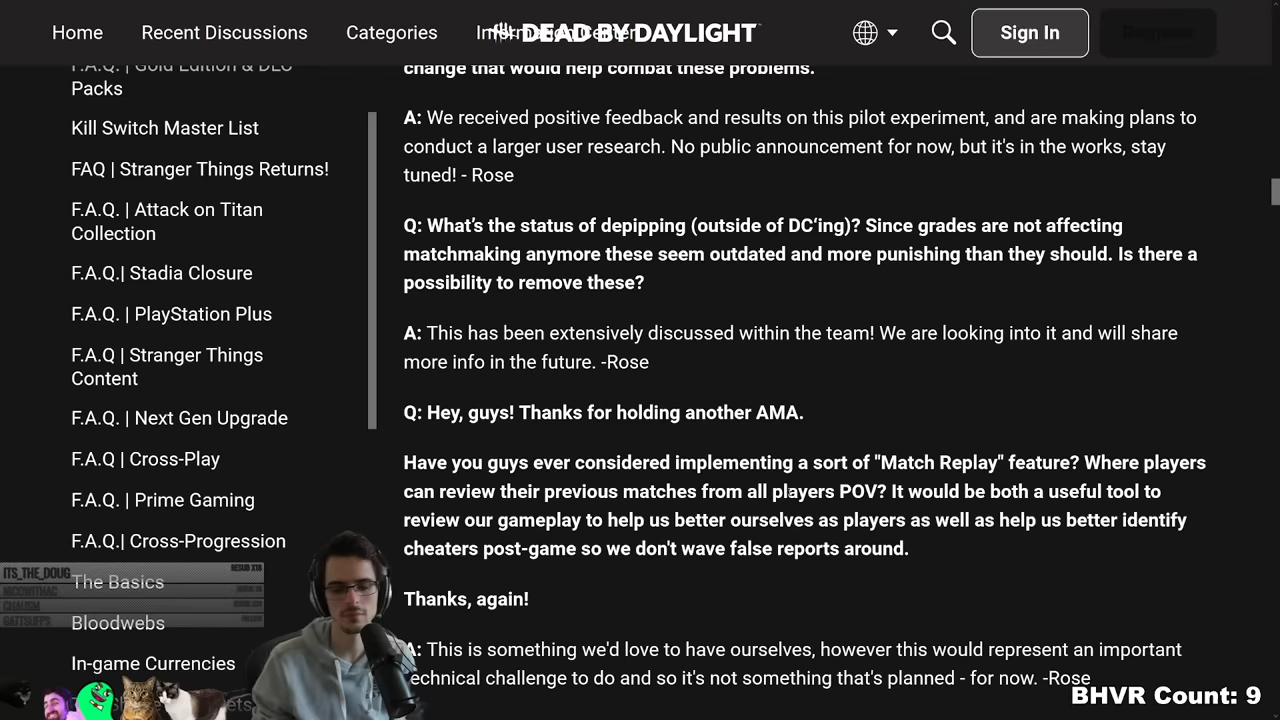 Home
Recent Discussions
Categories
DEAD BY DAYLIGHT
Sign In
F.A.Q. | Gold Edition & DLC
Packs
Kill Switch Master List
FAQ | Stranger Things Returns!
F.A.Q. | Attack on Titan
Collection
F.A.Q.| Stadia Closure
F.A.Q. | PlayStation Plus
F.A.Q | Stranger Things
Content
F.A.Q. | Next Gen Upgrade
F.A.Q | Cross-Play
F.A.Q. | Prime Gaming
F.A.Q.| Cross-Progression
The Basics
Bloodwebs
In-game Currencies
ITS_THE_DOUG
RESUB X18
change that would help combat these problems.
A: We received positive feedback and results on this pilot experiment, and are making plans to
conduct a larger user research. No public announcement for now, but it's in the works, stay
tuned! - Rose
Q: What’s the status of depipping (outside of DC‘ing)? Since grades are not affecting
matchmaking anymore these seem outdated and more punishing than they should. Is there a
possibility to remove these?
A: This has been extensively discussed within the team! We are looking into it and will share
more info in the future. -Rose
Q: Hey, guys! Thanks for holding another AMA.
Have you guys ever considered implementing a sort of "Match Replay" feature? Where players
can review their previous matches from all players POV? It would be both a useful tool to
review our gameplay to help us better ourselves as players as well as help us better identify
cheaters post-game so we don't wave false reports around.
Thanks, again!
A: This is something we'd love to have ourselves, however this would represent an important
technical challenge to do and so it's not something that's planned - for now. -Rose
BHVR Count: 9